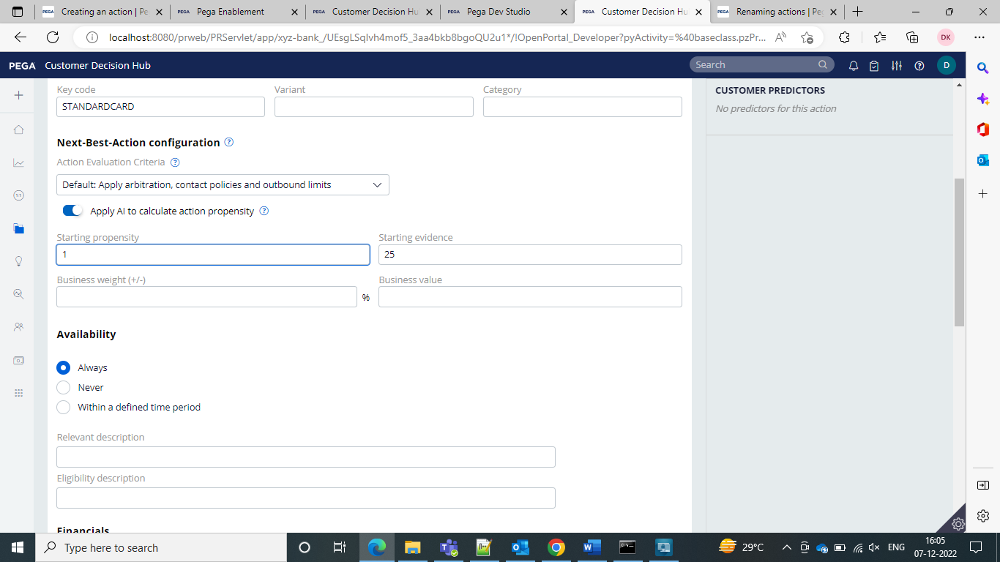 Creating an action | Pe
Pega Enablement
Customer Decision Hu
Pega Dev Studio
Customer Decision Hu
Renaming actions | Pe
localhost:8080/prweb/PRServlet/app/xyz-bank_/UEsgLSqIvh4mof5_3aa4bkb8bgoQU2u1*/!OpenPortal_Developer?pyActivity=%40baseclass.pzPr...
DK
PEGA Customer Decision Hub
Search
D
Key code
Variant
Category
STANDARDCARD
CUSTOMER PREDICTORS
No predictors for this action
Next-Best-Action configuration
Action Evaluation Criteria
Default: Apply arbitration, contact policies and outbound limits
Apply AI to calculate action propensity
Starting propensity
Starting evidence
1
25
Business weight (+/-)
Business value
%
Availability
Always
Never
Within a defined time period
Relevant description
Eligibility description
Financials
Type here to search
29°C
ENG
16:05
07-12-2022